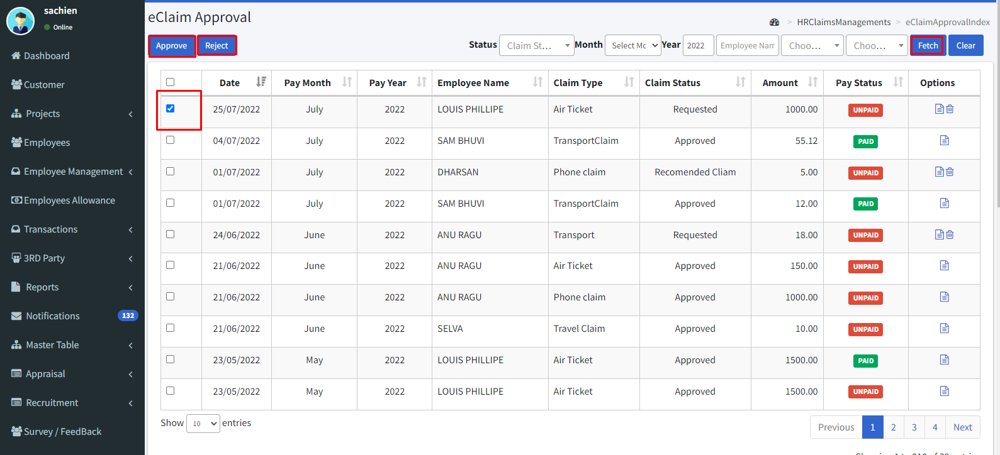 sachien
Online
Dashboard
Customer
Projects
Employees
Employee Management
Employees Allowance
Transactions
3RD Party
Reports
Notifications 132
Master Table
Appraisal
Recruitment
Survey / FeedBack
eClaim Approval
> HRClaimsManagements > eClaimApprovalIndex
Approve Reject Status Claim St... Month Select Mc Year 2022 Employee Nam Choo... Choo... Fetch Clear
Date Pay Month Pay Year Employee Name Claim Type Claim Status Amount Pay Status Options
25/07/2022 July 2022 LOUIS PHILLIPE Air Ticket Requested 1000.00 UNPAID
04/07/2022 July 2022 SAM BHUVI TransportClaim Approved 55.12 PAID
01/07/2022 July 2022 DHARSAN Phone claim Recomended Cliam 5.00 UNPAID
01/07/2022 July 2022 SAM BHUVI TransportClaim Approved 12.00 PAID
24/06/2022 June 2022 ANU RAGU Transport Requested 18.00 UNPAID
21/06/2022 June 2022 ANU RAGU Air Ticket Approved 150.00 UNPAID
21/06/2022 June 2022 ANU RAGU Phone claim Approved 1000.00 UNPAID
21/06/2022 June 2022 SELVA Travel Claim Approved 10.00 UNPAID
23/05/2022 May 2022 LOUIS PHILLIPE Air Ticket Approved 1500.00 PAID
23/05/2022 May 2022 LOUIS PHILLIPE Air Ticket Approved 1500.00 UNPAID
Show 10 entries
Previous 1 2 3 4 Next